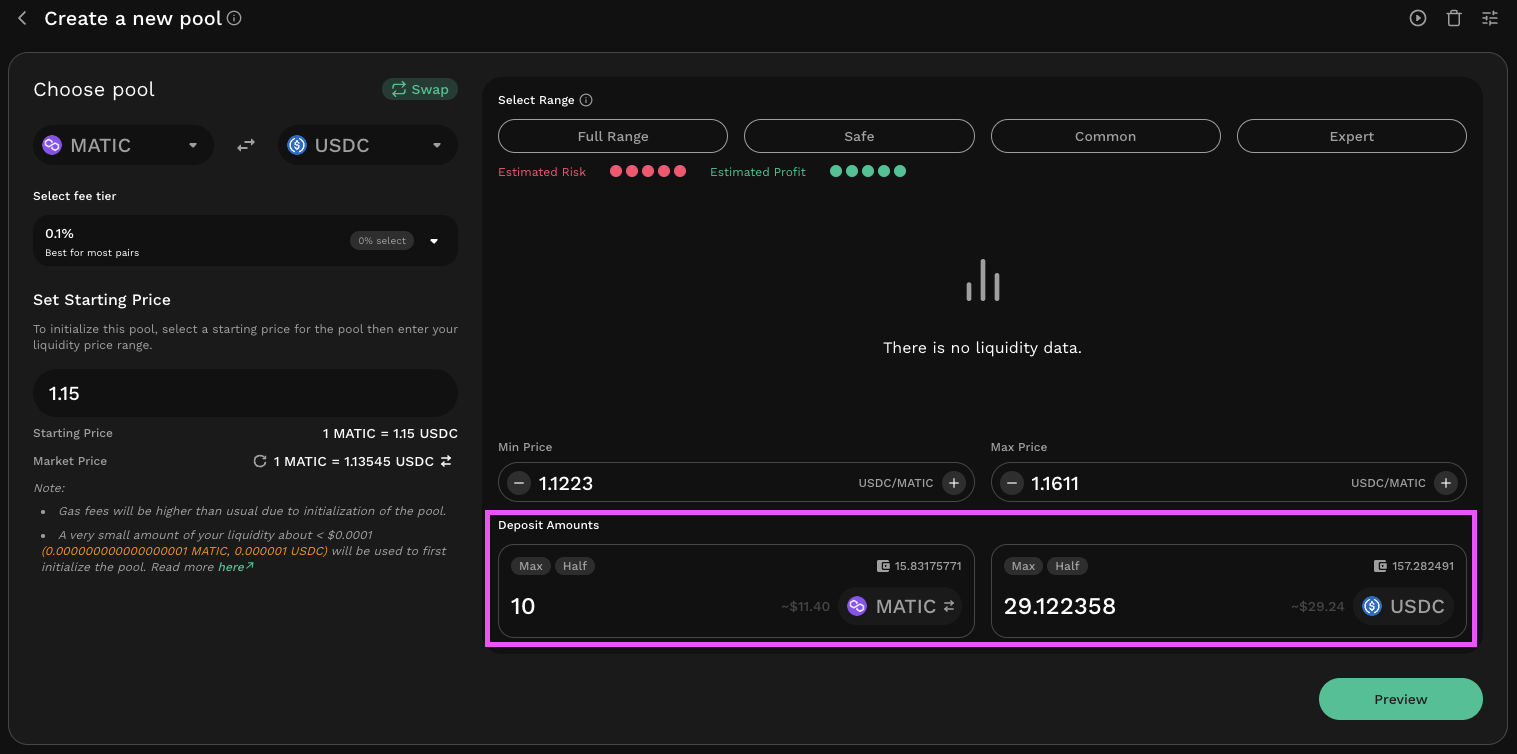 Create a new pool
Choose pool
Swap
MATIC
USDC
Select fee tier
0.1%
Best for most pairs
0% select
Set Starting Price
To initialize this pool, select a starting price for the pool then enter your
liquidity price range.
1.15
Starting Price
1 MATIC = 1.15 USDC
Market Price
1 MATIC = 1.13545 USDC
Note:
• Gas fees will be higher than usual due to initialization of the pool.
• A very small amount of your liquidity about < $0.0001
(0.000000000000000001 MATIC, 0.000001 USDC) will be used to first
initialize the pool. Read more here↗
Select Range
Full Range
Safe
Common
Expert
Estimated Risk
Estimated Profit
There is no liquidity data.
Min Price
1.1223
USDC/MATIC
Max Price
1.1611
USDC/MATIC
Deposit Amounts
Max
Half
15.83175771
10
~$11.40
MATIC
Max
Half
157.282491
29.122358
~$29.24
USDC
Preview